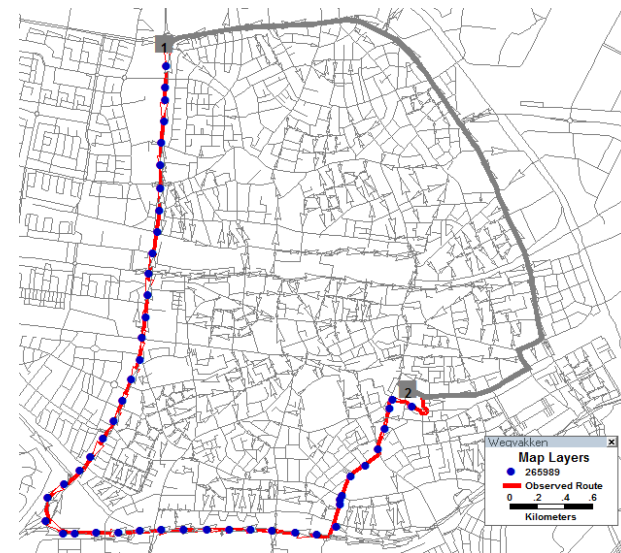 1
2
Wegvakken
Map Layers
265989
Observed Route
0 .2 .4 .6
Kilometers